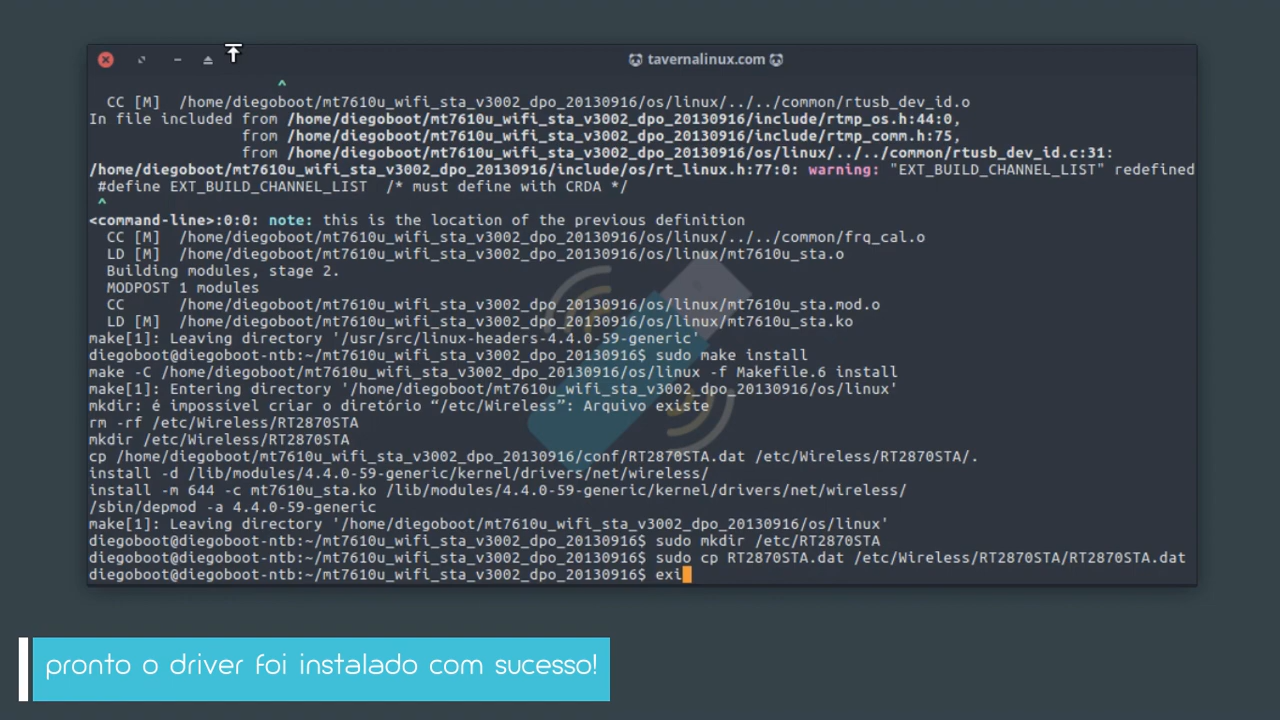 tavernalinux.com
^
CC [M] /home/diegoboot/mt7610u_wifi_sta_v3002_dpo_20130916/os/linux/../../common/rtusb_dev_id.o
In file included from /home/diegoboot/mt7610u_wifi_sta_v3002_dpo_20130916/include/rtmp_os.h:44:0,
from /home/diegoboot/mt7610u_wifi_sta_v3002_dpo_20130916/include/rtmp_comm.h:75,
from /home/diegoboot/mt7610u_wifi_sta_v3002_dpo_20130916/os/linux/../../common/rtusb_dev_id.c:31:
/home/diegoboot/mt7610u_wifi_sta_v3002_dpo_20130916/include/os/rt_linux.h:77:0: warning: "EXT_BUILD_CHANNEL_LIST" redefined
#define EXT_BUILD_CHANNEL_LIST /* must define with CRDA */
^
<command-line>:0:0: note: this is the location of the previous definition
CC [M] /home/diegoboot/mt7610u_wifi_sta_v3002_dpo_20130916/os/linux/../../common/frq_cal.o
LD [M] /home/diegoboot/mt7610u_wifi_sta_v3002_dpo_20130916/os/linux/mt7610u_sta.o
Building modules, stage 2.
MODPOST 1 modules
CC /home/diegoboot/mt7610u_wifi_sta_v3002_dpo_20130916/os/linux/mt7610u_sta.mod.o
LD [M] /home/diegoboot/mt7610u_wifi_sta_v3002_dpo_20130916/os/linux/mt7610u_sta.ko
make[1]: Leaving directory '/usr/src/linux-headers-4.4.0-59-generic'
diegoboot@diegoboot-ntb:~/mt7610u_wifi_sta_v3002_dpo_20130916$ sudo make install
make -C /home/diegoboot/mt7610u_wifi_sta_v3002_dpo_20130916/os/linux -f Makefile.6 install
make[1]: Entering directory '/home/diegoboot/mt7610u_wifi_sta_v3002_dpo_20130916/os/linux'
mkdir: é impossível criar o diretório “/etc/Wireless”: Arquivo existe
rm -rf /etc/Wireless/RT2870STA
mkdir /etc/Wireless/RT2870STA
cp /home/diegoboot/mt7610u_wifi_sta_v3002_dpo_20130916/conf/RT2870STA.dat /etc/Wireless/RT2870STA/.
install -d /lib/modules/4.4.0-59-generic/kernel/drivers/net/wireless/
install -m 644 -c mt7610u_sta.ko /lib/modules/4.4.0-59-generic/kernel/drivers/net/wireless/
/sbin/depmod -a 4.4.0-59-generic
make[1]: Leaving directory '/home/diegoboot/mt7610u_wifi_sta_v3002_dpo_20130916/os/linux'
diegoboot@diegoboot-ntb:~/mt7610u_wifi_sta_v3002_dpo_20130916$ sudo mkdir /etc/RT2870STA
diegoboot@diegoboot-ntb:~/mt7610u_wifi_sta_v3002_dpo_20130916$ sudo cp RT2870STA.dat /etc/Wireless/RT2870STA/RT2870STA.dat
diegoboot@diegoboot-ntb:~/mt7610u_wifi_sta_v3002_dpo_20130916$ exi
pronto o driver foi instalado com sucesso!